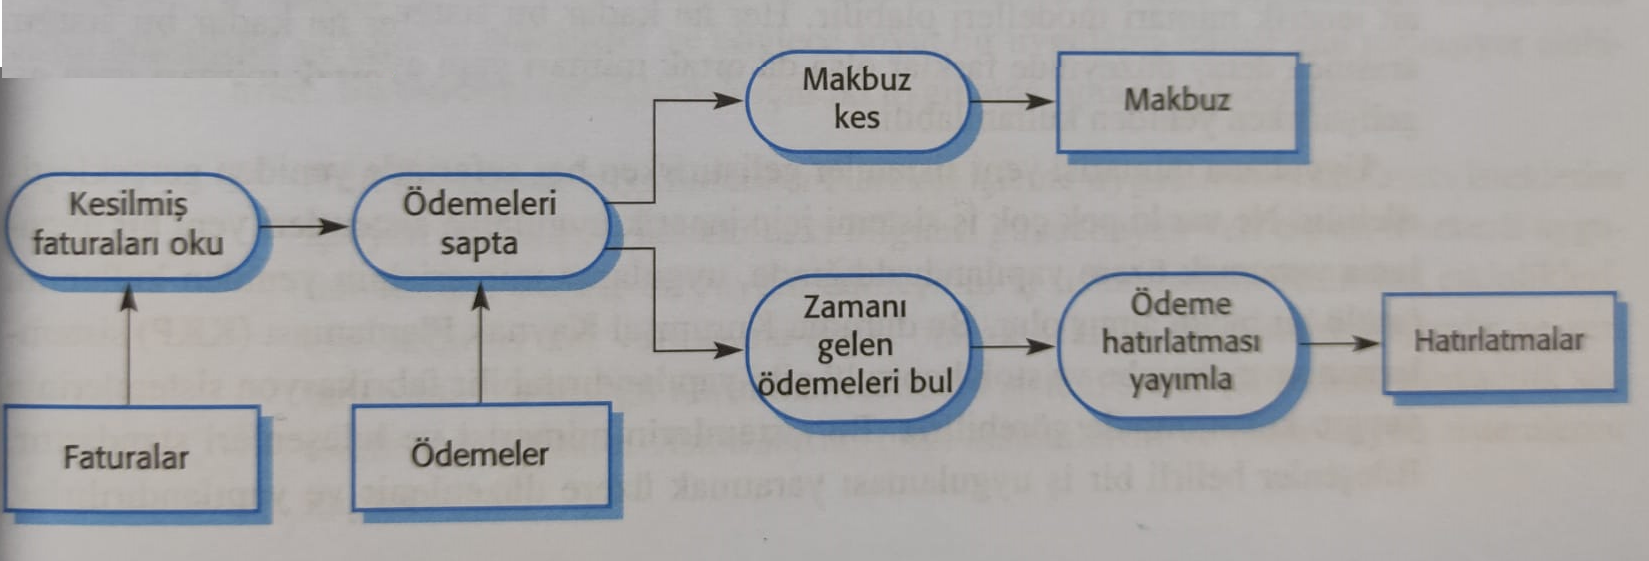 Makbuz
kes
Makbuz
Kesilmiş
faturaları oku
Ödemeleri
sapta
Zamanı
gelen
ödemeleri bul
Ödeme
hatırlatması
yayımla
Hatırlatmalar
Faturalar
Ödemeler